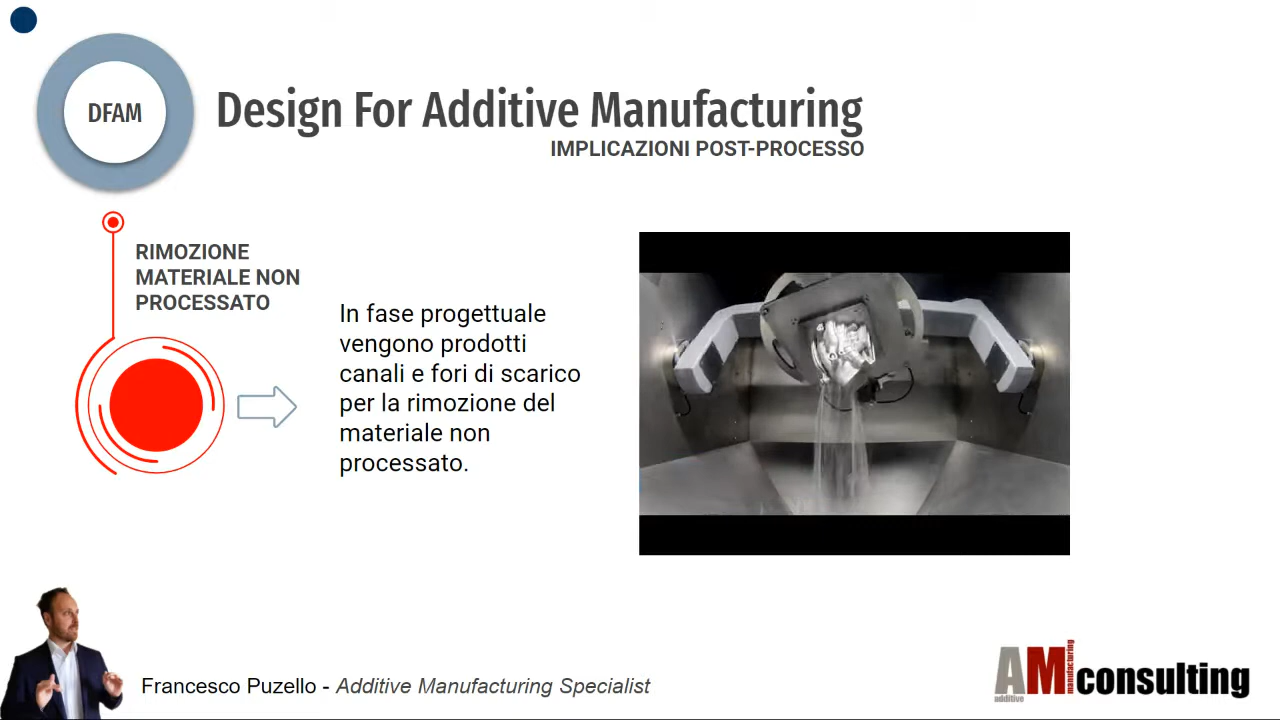 DFAM
Design For Additive Manufacturing
IMPLICAZIONI POST-PROCESSO
RIMOZIONE
MATERIALE NON
PROCESSATO
In fase progettuale
vengono prodotti
canali e fori di scarico
per la rimozione del
materiale non
processato.
Francesco Puzello - Additive Manufacturing Specialist
AM consulting
additive
manufacturing